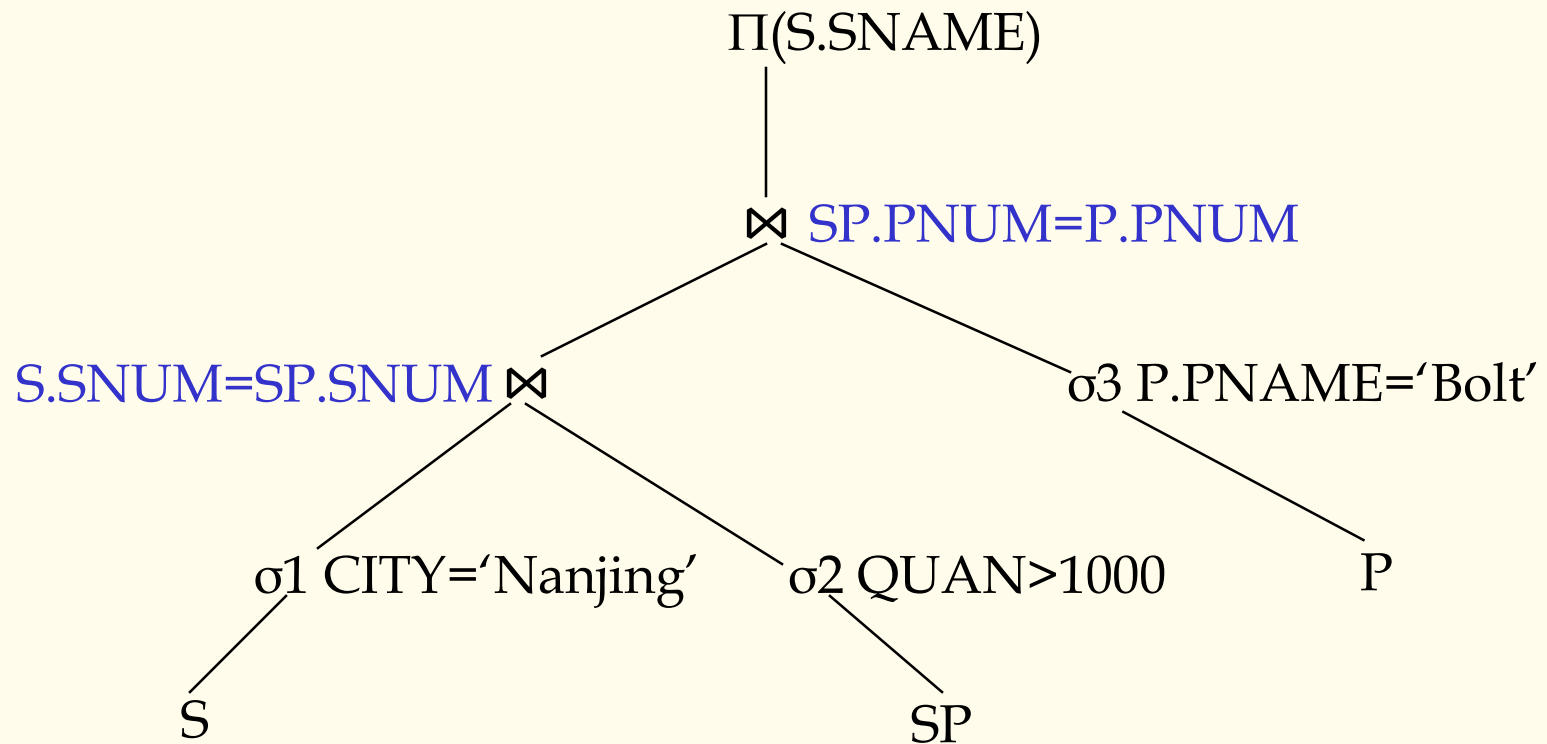 Π(S.SNAME)
⋈ SP.PNUM=P.PNUM
S.SNUM=SP.SNUM ⋈
σ3 P.PNAME=‘Bolt’
σ1 CITY=‘Nanjing’
σ2 QUAN>1000
P
S
SP